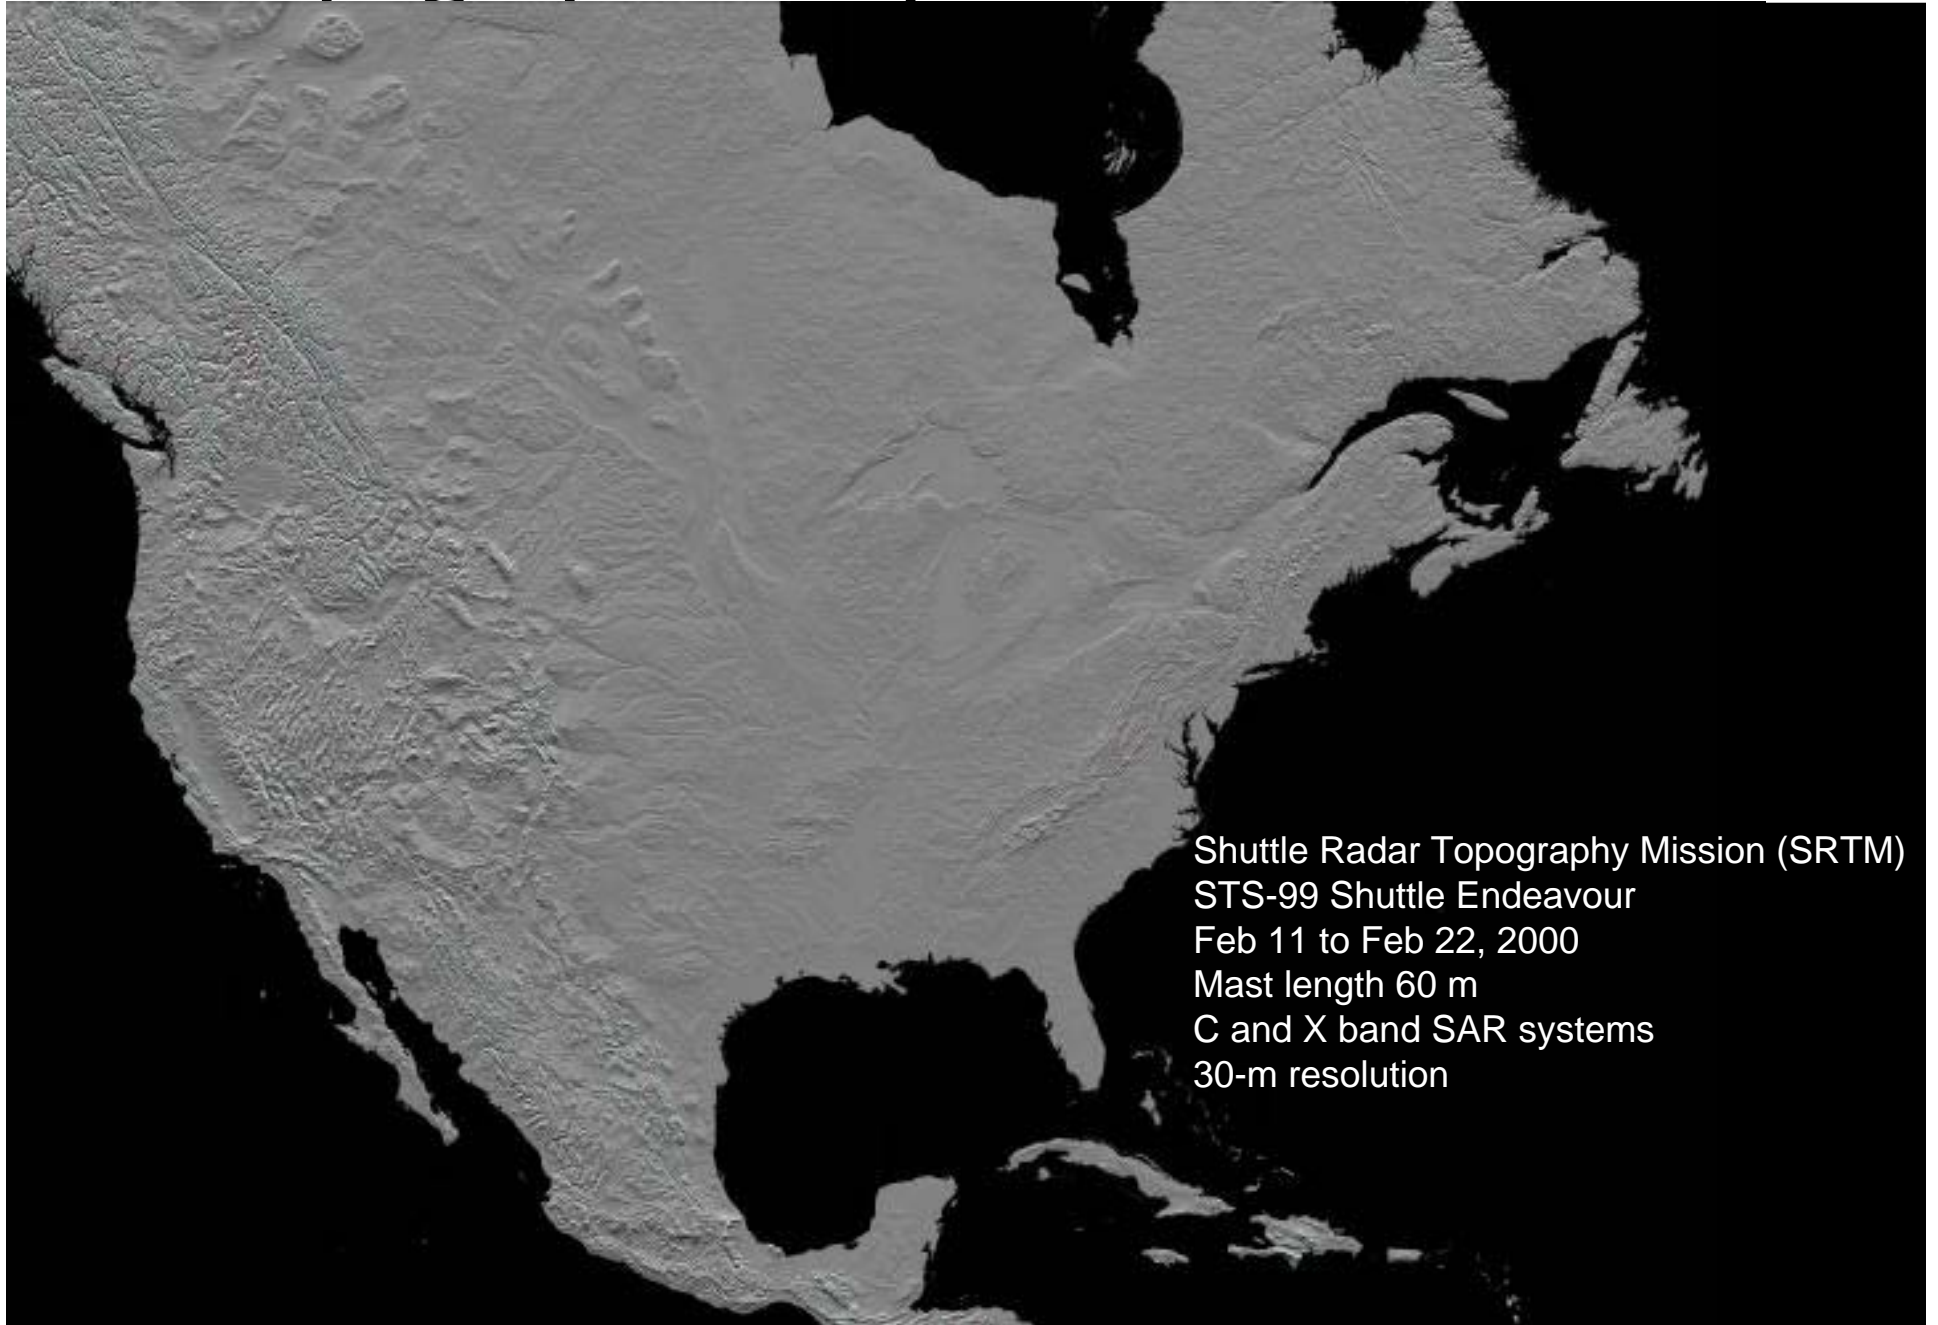 Shuttle Radar Topography Mission (SRTM)
STS-99 Shuttle Endeavour
Feb 11 to Feb 22, 2000
Mast length 60 m
C and X band SAR systems
30-m resolution